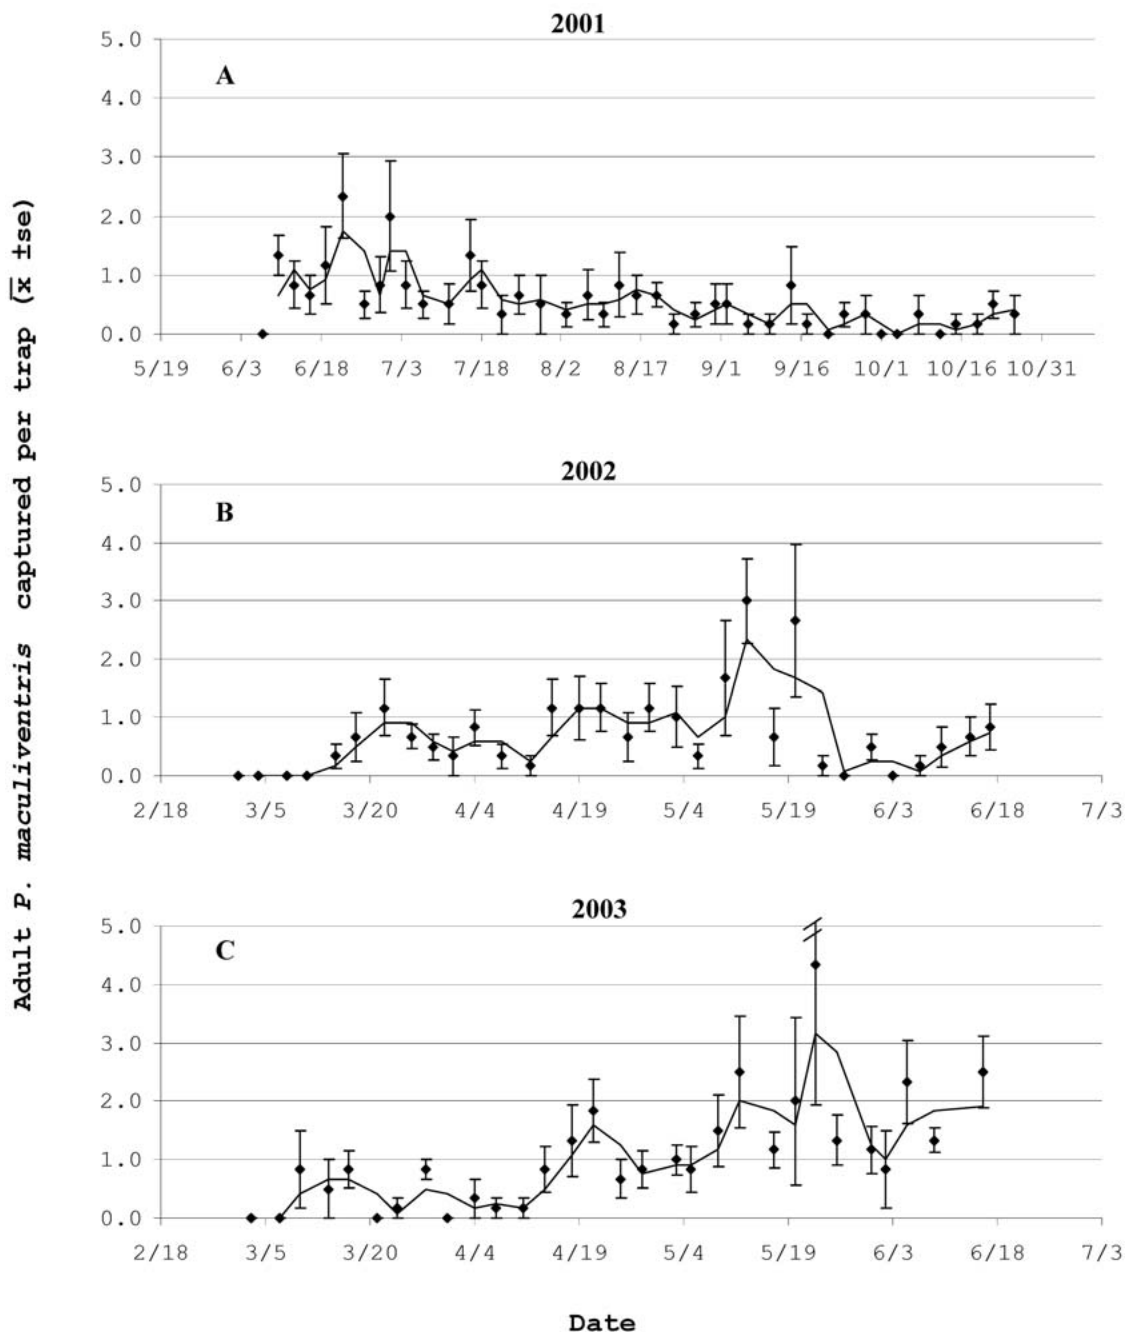 Adult P. maculiventris captured per trap (x̅ ±se)
2001
A
5.0
4.0
3.0
2.0
1.0
0.0
5/19 6/3 6/18 7/3 7/18 8/2 8/17 9/1 9/16 10/1 10/16 10/31
2002
B
5.0
4.0
3.0
2.0
1.0
0.0
2/18 3/5 3/20 4/4 4/19 5/4 5/19 6/3 6/18 7/3
2003
C
5.0
4.0
3.0
2.0
1.0
0.0
2/18 3/5 3/20 4/4 4/19 5/4 5/19 6/3 6/18 7/3
Date